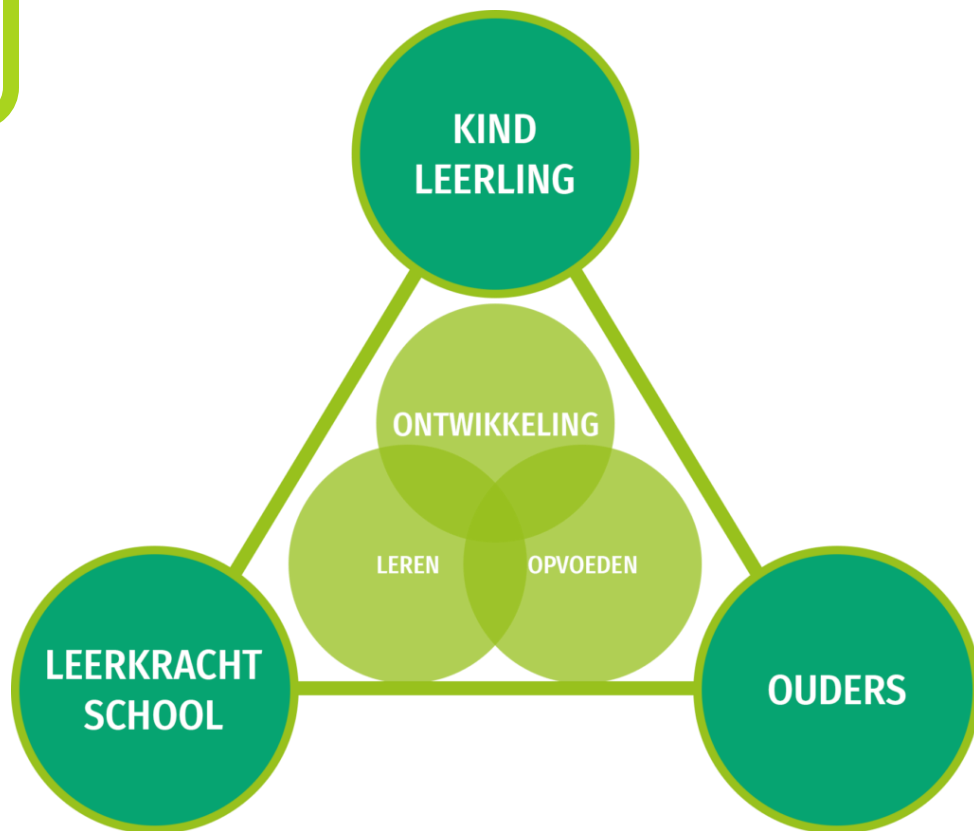 KIND
LEERLING
ONTWIKKELING
LEREN
OPVOEDEN
LEERKRACHT
SCHOOL
OUDERS